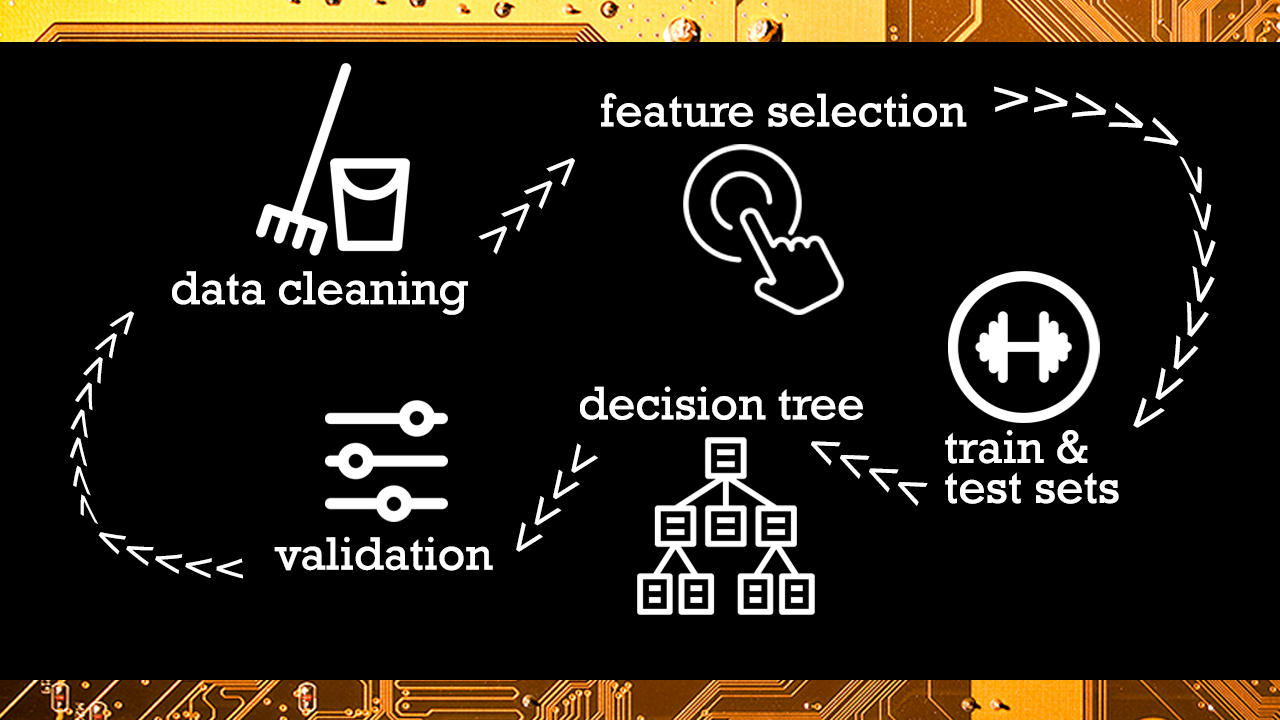 feature selection
data cleaning
decision tree
train &
test sets
validation